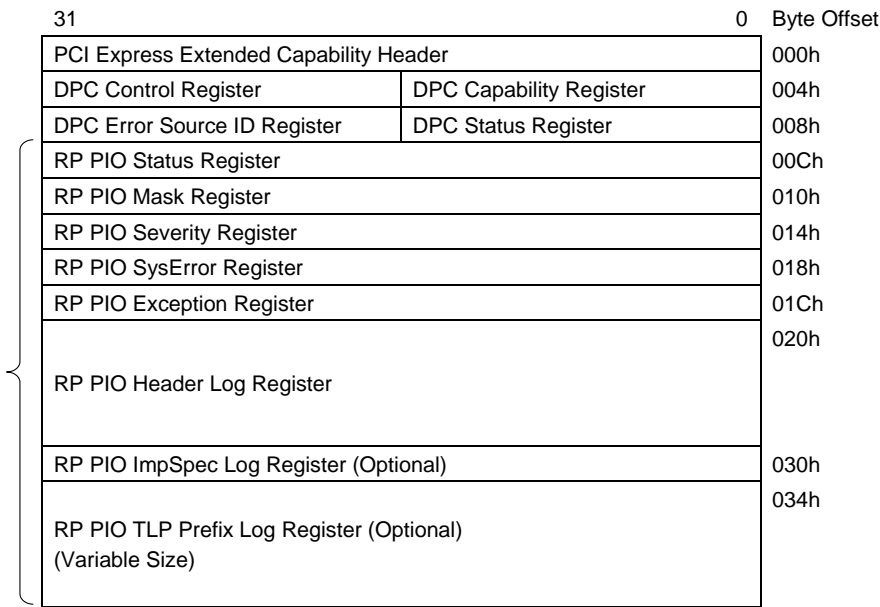 31 0 Byte Offset
PCI Express Extended Capability Header 000h
DPC Control Register DPC Capability Register 004h
DPC Error Source ID Register DPC Status Register 008h
RP PIO Status Register 00Ch
RP PIO Mask Register 010h
RP PIO Severity Register 014h
RP PIO SysError Register 018h
RP PIO Exception Register 01Ch
020h
RP PIO Header Log Register
RP PIO ImpSpec Log Register (Optional) 030h
034h
RP PIO TLP Prefix Log Register (Optional)
(Variable Size)